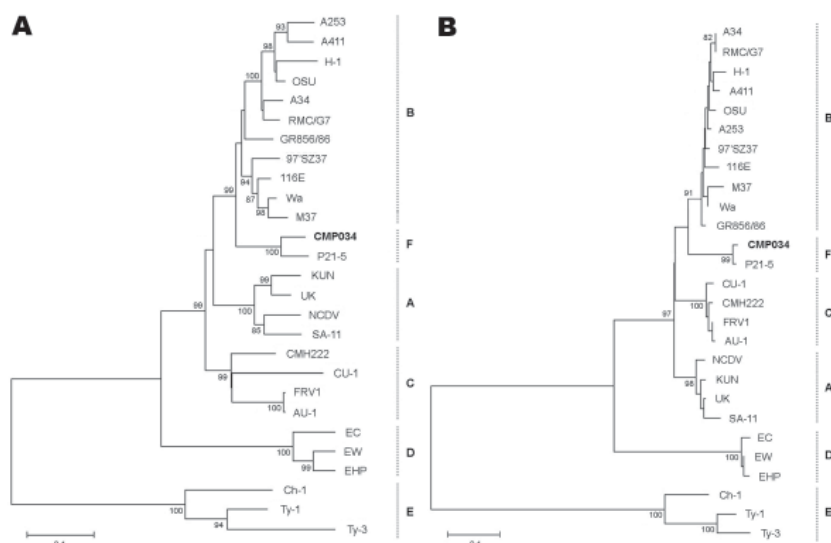 A
A253
93
A411
98
H-1
100
OSU
A34
B
RMC/G7
GR856/86
97'SZ37
94
116E
99
87
Wa
98
M37
CMP034
F
100
P21-5
KUN
99
UK
99
100
A
NCDV
85
SA-11
CMH222
99
CU-1
C
FRV1
100
AU-1
EC
EW
D
99
EHP
Ch-1
100
Ty-1
E
94
Ty-3
B
A34
82
RMC/G7
H-1
A411
OSU
B
A253
97'SZ37
116E
M37
91
Wa
GR856/86
CMP034
F
99
P21-5
CU-1
100
CMH222
C
97
FRV1
AU-1
NCDV
98
KUN
A
UK
SA-11
EC
100
EW
D
EHP
Ch-1
100
Ty-1
E
100
Ty-3